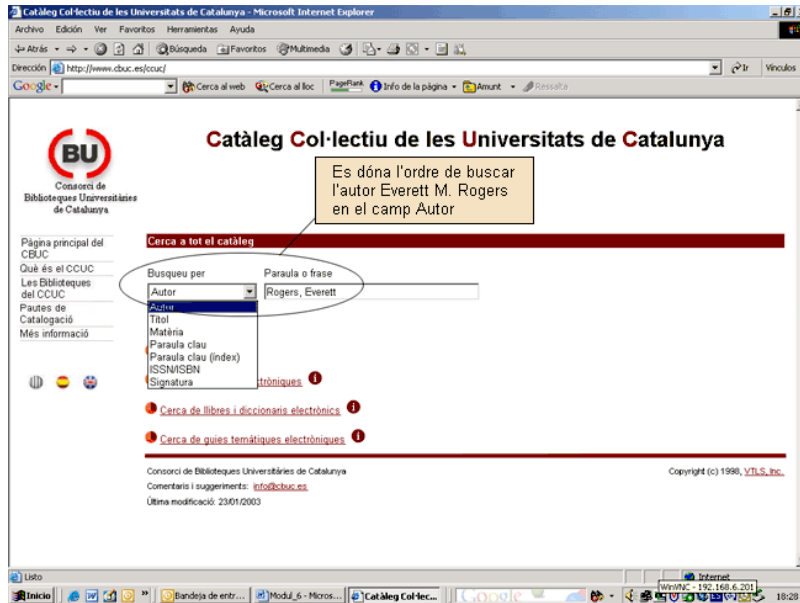 Catàleg Col·lectiu de les Universitats de Catalunya - Microsoft Internet Explorer
Archivo Edición Ver Favoritos Herramientas Ayuda
Atrás Búsqueda Favoritos Multimedia
Dirección http://www.cbuc.es/ccuc/ Ir Vínculos
Google Cerca al web Cerca al lloc PageRank Info de la pàgina Amunt Ressalta
BU
Consorci de
Biblioteques Universitàries
de Catalunya
Catàleg Col·lectiu de les Universitats de Catalunya
Es dóna l'ordre de buscar
l'autor Everett M. Rogers
en el camp Autor
Pàgina principal del
CBUC
Què és el CCUC
Les Biblioteques
del CCUC
Pautes de
Catalogació
Més informació
Cerca a tot el catàleg
Busqueu per Paraula o frase
Autor Rogers, Everett
Autor
Títol
Matèria
Paraula clau
Paraula clau (índex)
ISSN/ISBN
Signatura
Cerca de llibres i diccionaris electrònics
Cerca de guies temàtiques electròniques
Consorci de Biblioteques Universitàries de Catalunya Copyright (c) 1998, VTLS, Inc.
Comentaris i suggeriments: info@cbuc.es
Última modificació: 23/01/2003
Listo Internet
WinVNC - 192.168.6.201
Inicio Bandeja de entr... Modul_6 - Micros... Catàleg Col·lec... Google 18:28